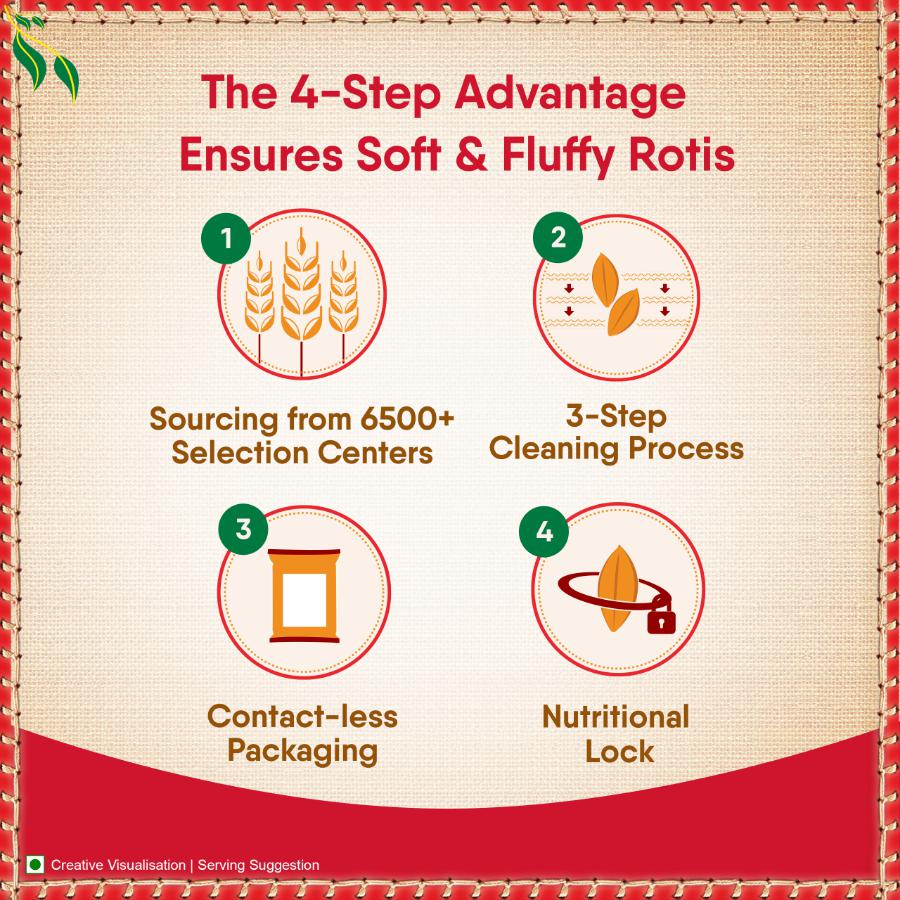 The 4-Step Advantage
Ensures Soft & Fluffy Rotis
1
2
Sourcing from 6500+
Selection Centers
3-Step
Cleaning Process
3
4
Contact-less
Packaging
Nutritional
Lock
Creative Visualisation | Serving Suggestion